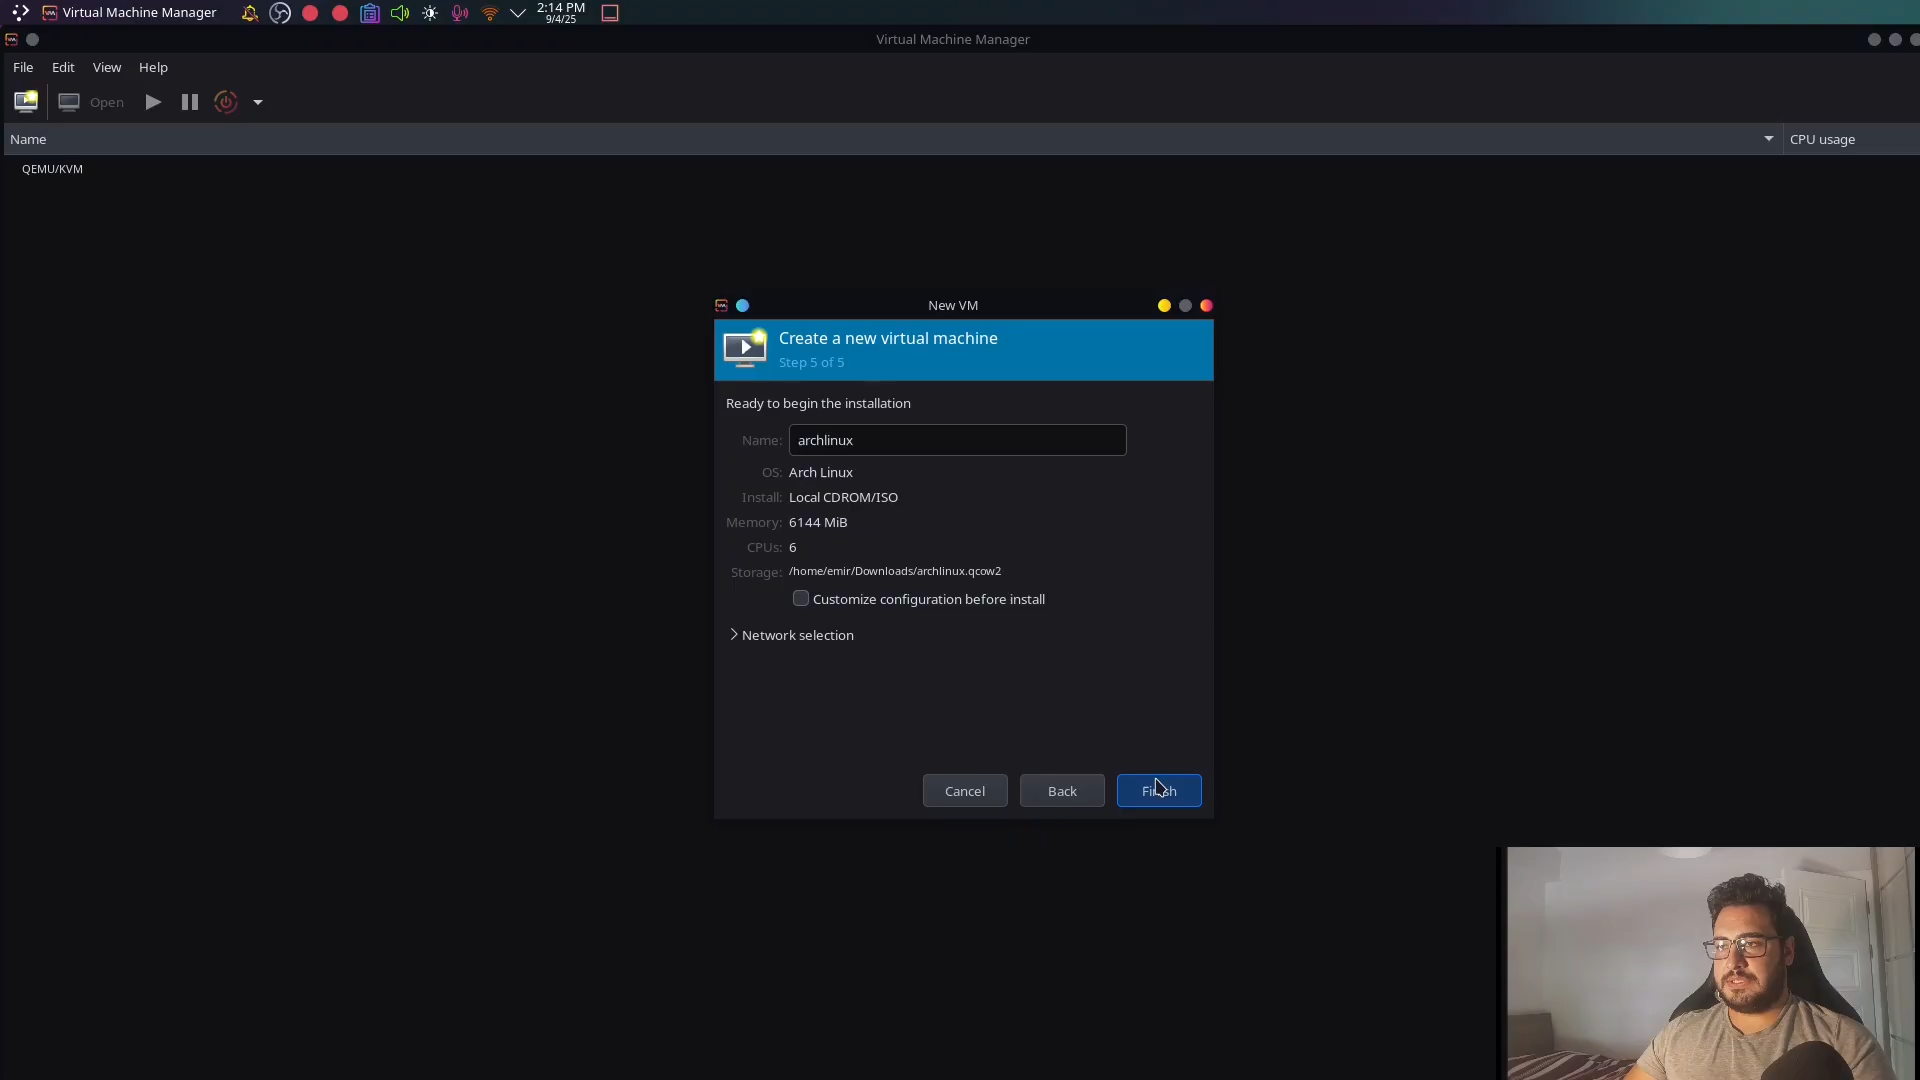 Virtual Machine Manager
2:14 PM
9/4/25
Virtual Machine Manager
File Edit View Help
Open
Name CPU usage
QEMU/KVM
New VM
Create a new virtual machine
Step 5 of 5
Ready to begin the installation
Name: archlinux
OS: Arch Linux
Install: Local CDROM/ISO
Memory: 6144 MiB
CPUs: 6
Storage: /home/emir/Downloads/archlinux.qcow2
Customize configuration before install
Network selection
Cancel Back Finish